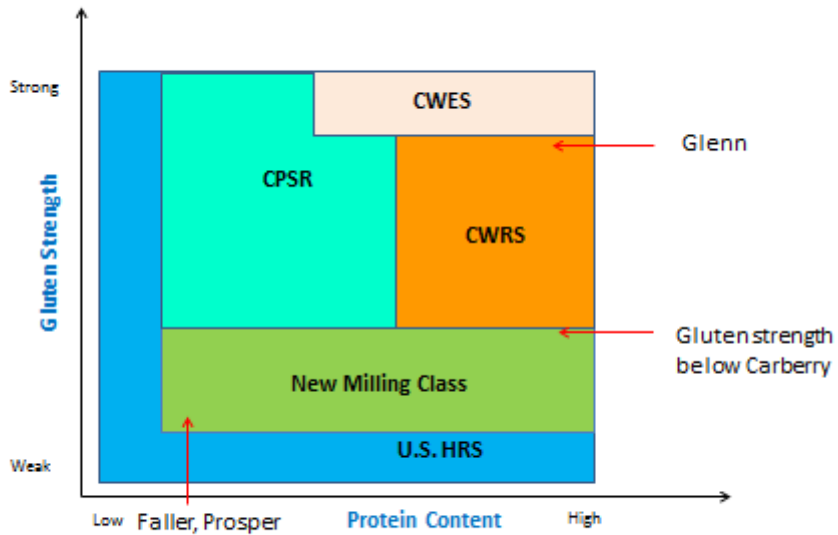 Strong
CWES
Glenn
CPSR
Gluten Strength
CWRS
Gluten strength
below Carberry
New Milling Class
U.S. HRS
Weak
Low
Faller, Prosper
Protein Content
High